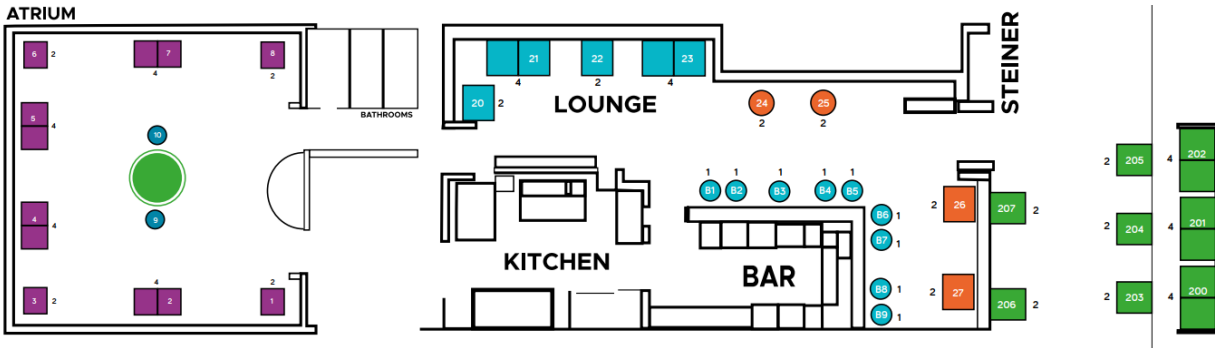 ATRIUM
6 2
7
4
8
2
5 4
10
4 4
9
3 2
4
2
2
1
BATHROOMS
21
4
22
2
23
4
20 2
LOUNGE
24
2
25
2
STEINER
1 1 1 1 1
B1 B2 B3 B4 B5
B6 1
B7 1
B8 1
B9 1
KITCHEN
BAR
2 26
2 27
207 2
206 2
2 205
2 204
2 203
4 202
4 201
4 200